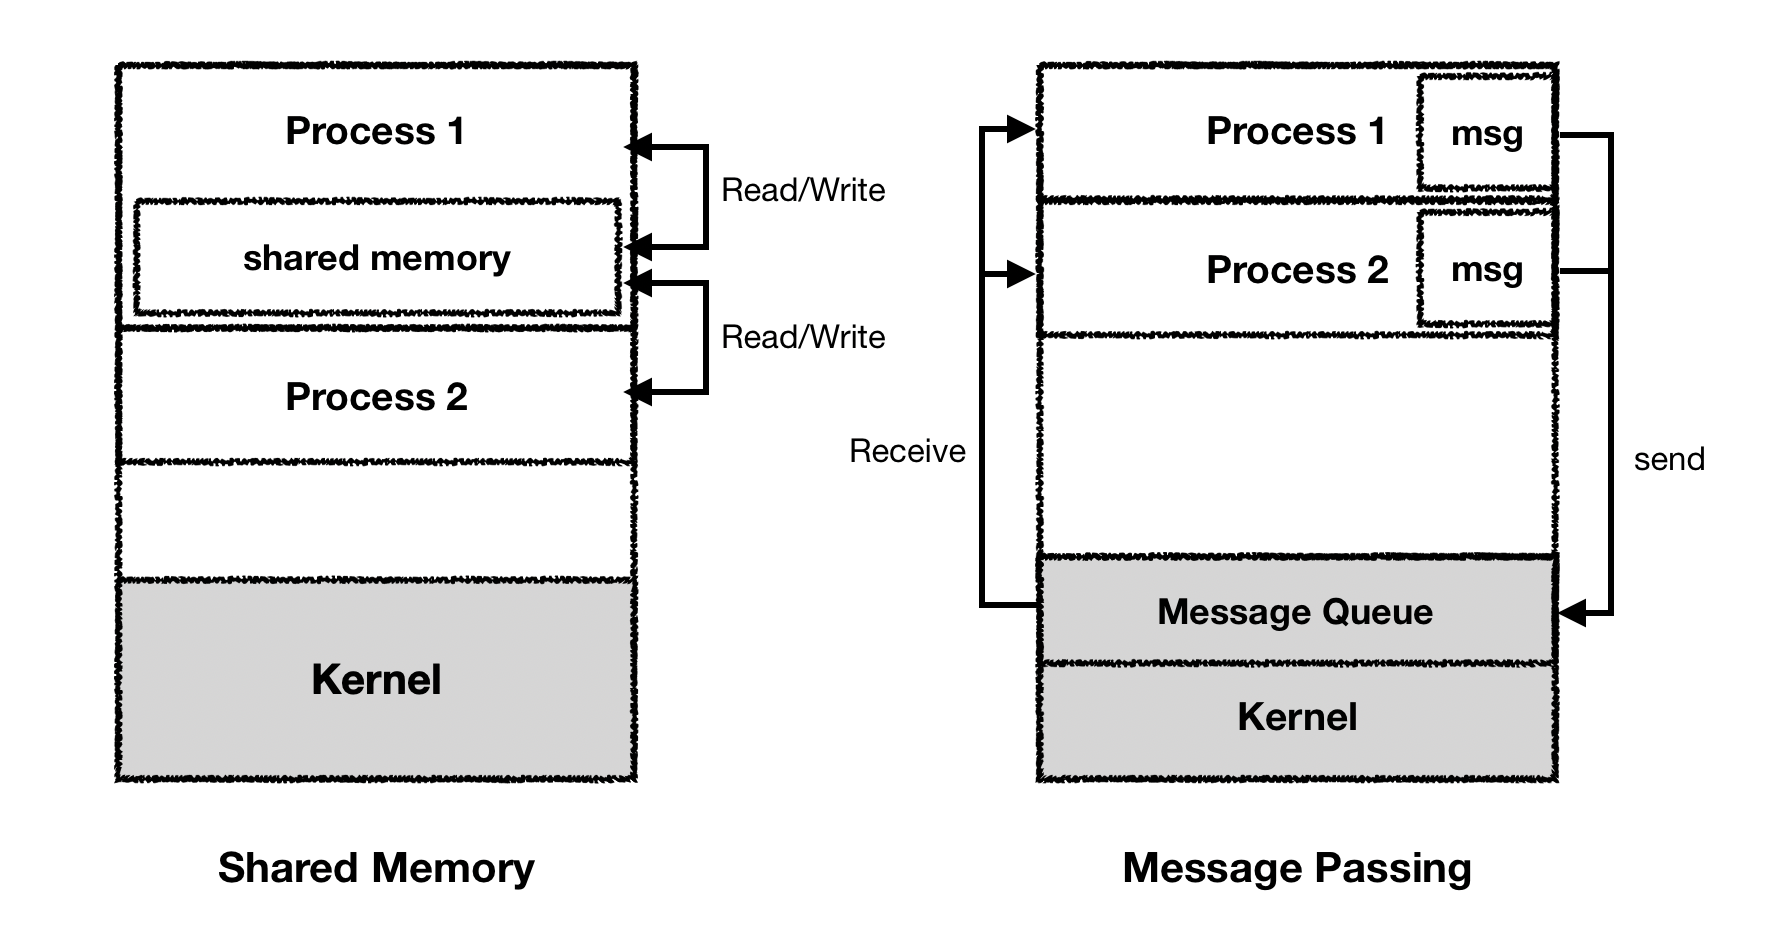 Process 1
Read/Write
shared memory
Read/Write
Process 2
Kernel
Shared Memory
Process 1
msg
Process 2
msg
Receive
send
Message Queue
Kernel
Message Passing